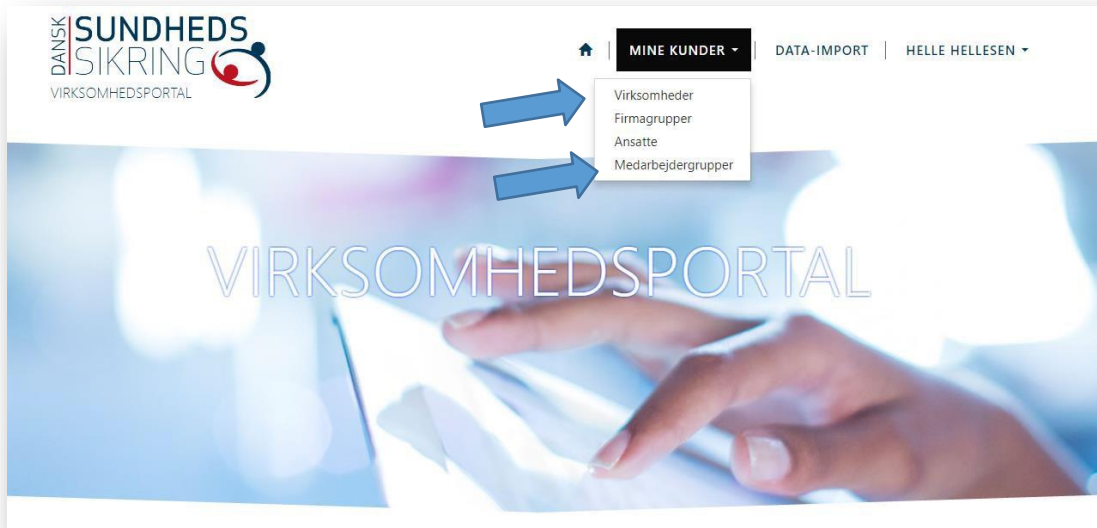 DANSK
SUNDHEDS
SIKRING
VIRKSOMHEDSPORTAL
MINE KUNDER
DATA-IMPORT
HELLE HELLESEN
Virksomheder
Firmagrupper
Ansatte
Medarbejdergrupper
VIRKSOMHEDSPORTAL